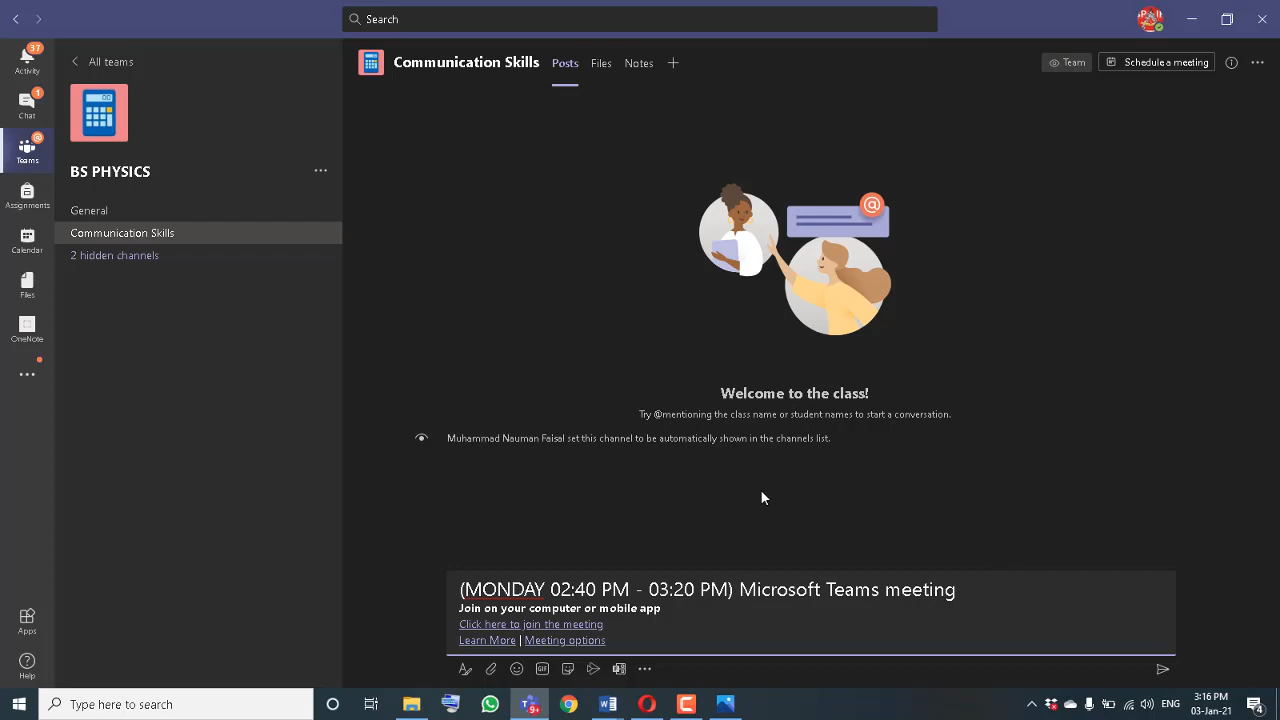 Search
37
Activity
1
Chat
@
Teams
Assignments
Calendar
Files
OneNote
Apps
Help
All teams
BS PHYSICS
General
Communication Skills
2 hidden channels
Communication Skills
Posts
Files
Notes
Team
Schedule a meeting
@
Welcome to the class!
Try @mentioning the class name or student names to start a conversation.
Muhammad Nauman Faisal set this channel to be automatically shown in the channels list.
(MONDAY 02:40 PM - 03:20 PM) Microsoft Teams meeting
Join on your computer or mobile app
Click here to join the meeting
Learn More | Meeting options
GIF
Type here to search
9+
ENG
3:16 PM
03-Jan-21
4